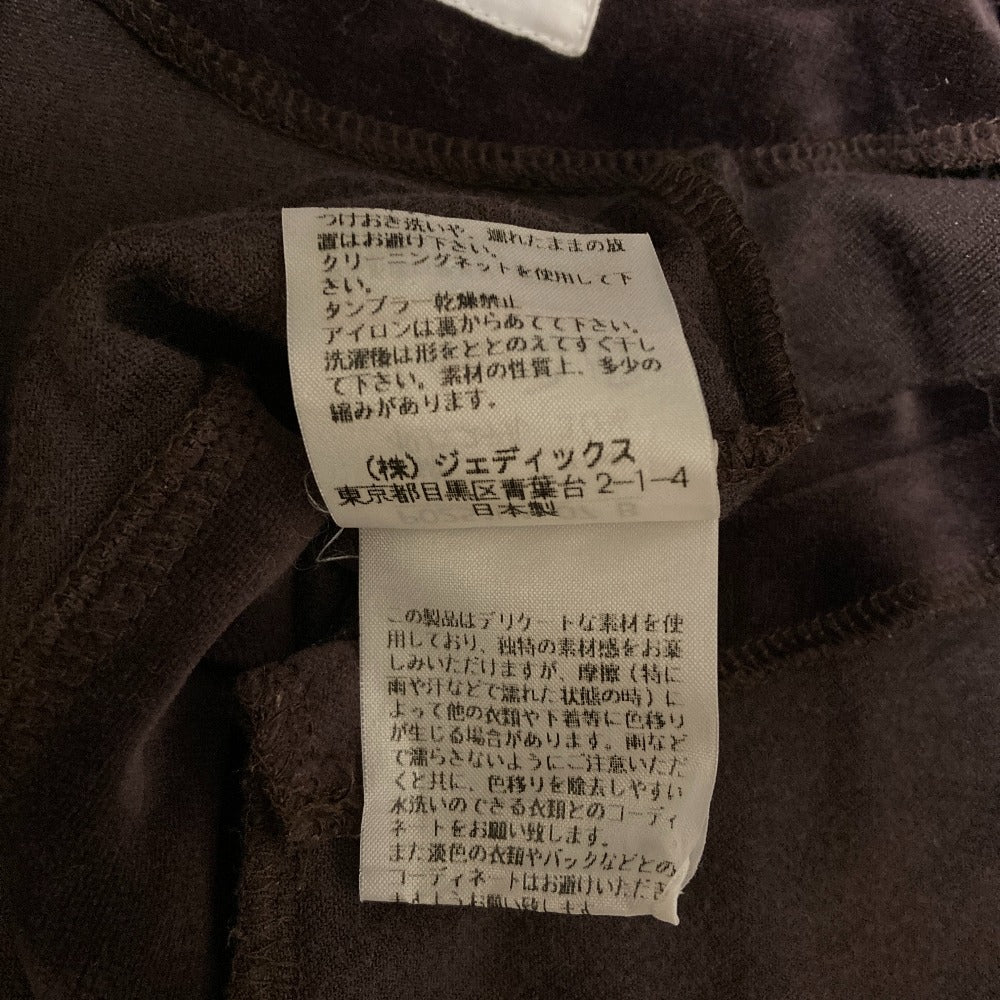 つけおき洗いや、濡れたままの放
置はお避け下さい。
クリーニングネットを使用して下
さい。
タンブラー乾燥禁止
アイロンは裏からあてて下さい。
洗濯後は形をととのえてすぐ干し
て下さい。素材の性質上、多少の
縮みがあります。
(株)ジェディックス
東京都目黒区青葉台2-1-4
日本製
この製品はデリケートな素材を使
用しており、独特の素材感をお楽
しみいただけますが、摩擦(特に
雨や汗などで濡れた状態の時)に
よって他の衣類や下着等に色移り
が生じる場合があります。雨など
で濡らさないようにご注意いただ
くと共に、色移りを除去しやすい
水洗いのできる衣類とのコーディ
ネートをお願い致します。
また淡色の衣類やバックなどとの
コーディネートはお避けいただき
ますようお願い致します